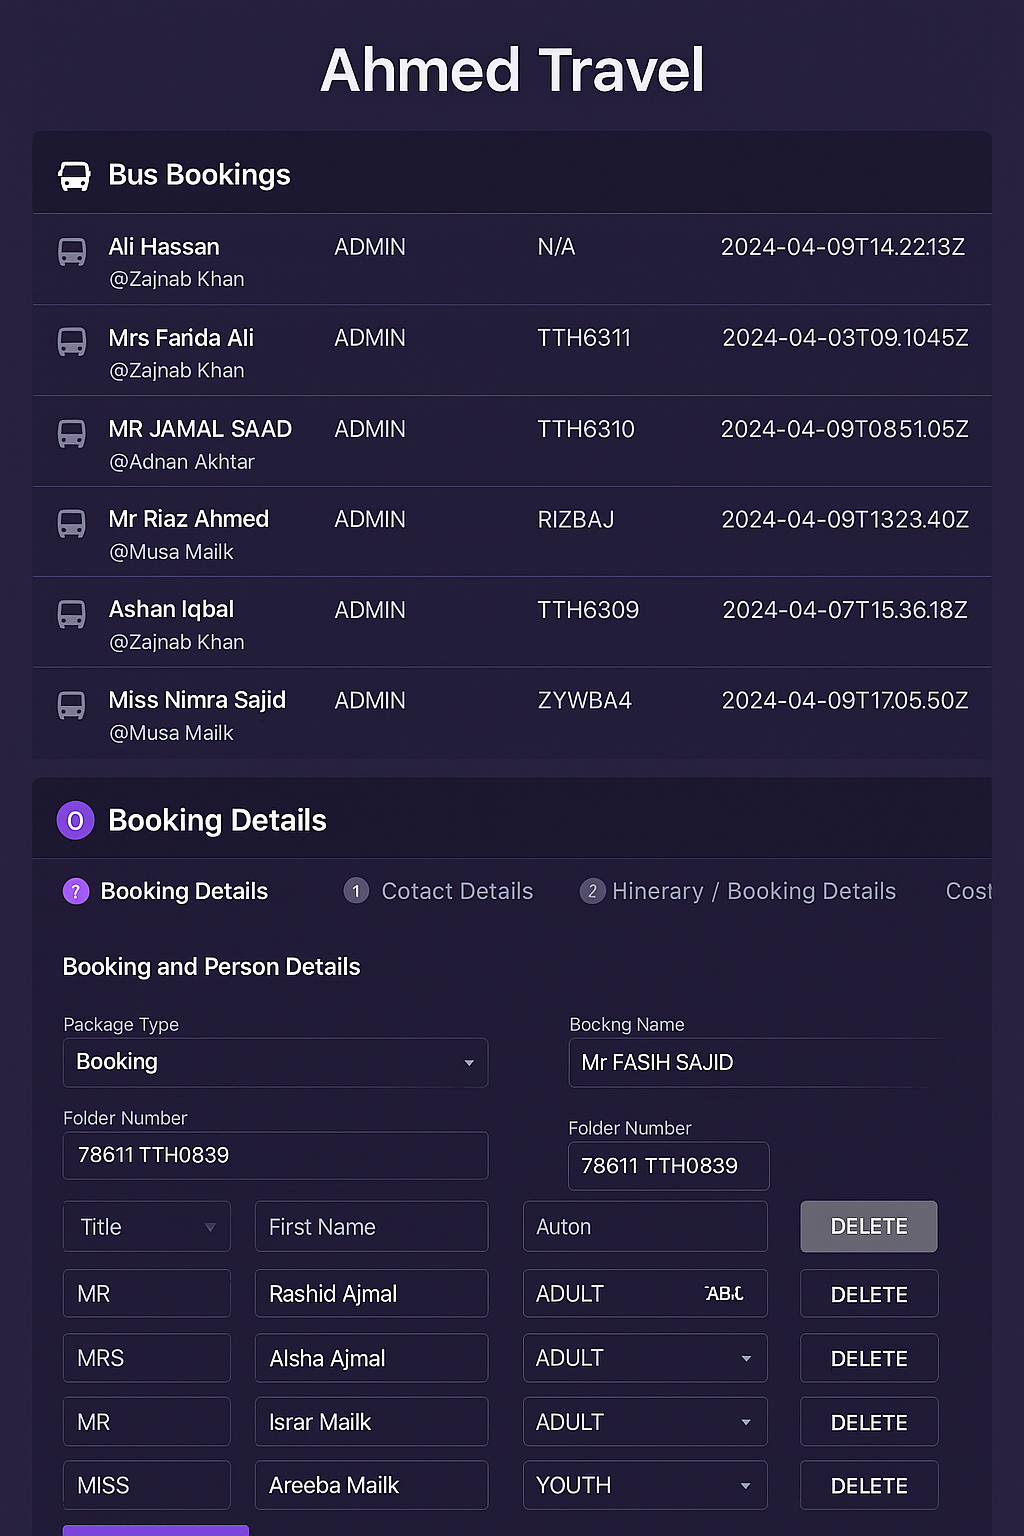 Ahmed Travel
Bus Bookings
Ali Hassan ADMIN N/A 2024-04-09T14.22.13Z
@Zajnab Khan
Mrs Farida Ali ADMIN TTH6311 2024-04-03T09.1045Z
@Zajnab Khan
MR JAMAL SAAD ADMIN TTH6310 2024-04-09T0851.05Z
@Adnan Akhtar
Mr Riaz Ahmed ADMIN RIZBAJ 2024-04-09T1323.40Z
@Musa Mailk
Ashan Iqbal ADMIN TTH6309 2024-04-07T15.36.18Z
@Zajnab Khan
Miss Nimra Sajid ADMIN ZYWBA4 2024-04-09T17.05.50Z
@Musa Mailk
O Booking Details
? Booking Details 1 Cotact Details 2 Hinerary / Booking Details Cost
Booking and Person Details
Package Type Bockng Name
Booking Mr FASIH SAJID
Folder Number Folder Number
78611 TTH0839 78611 TTH0839
Title First Name Auton DELETE
MR Rashid Ajmal ADULT DELETE
MRS Alsha Ajmal ADULT DELETE
MR Israr Mailk ADULT DELETE
MISS Areeba Mailk YOUTH DELETE